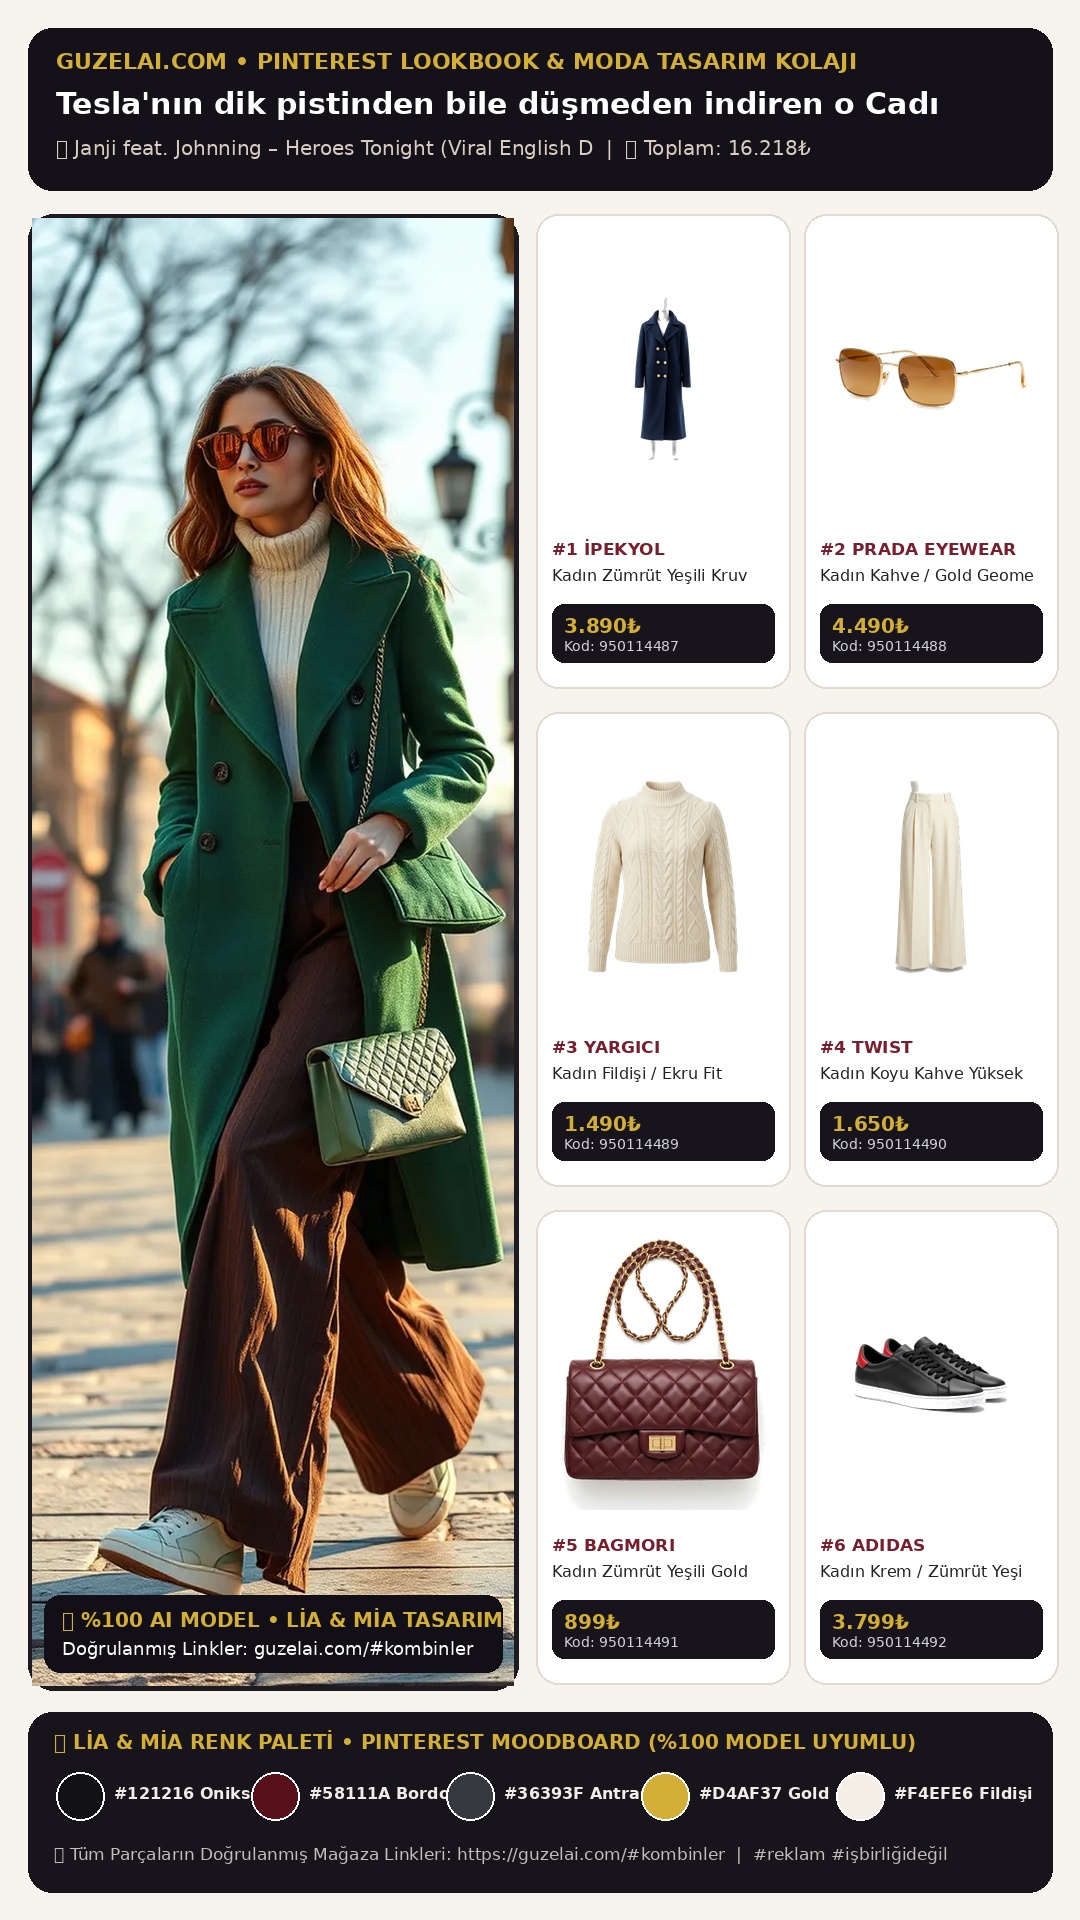 GUZELAI.COM • PINTEREST LOOKBOOK & MODA TASARIM KOLAJI
Tesla'nın dik pistinden bile düşmeden indiren o Cadı
Janji feat. Johnning – Heroes Tonight (Viral English D | Toplam: 16.218₺
#1 İPEKYOL
Kadın Zümrüt Yeşili Kruv
3.890₺
Kod: 950114487
#2 PRADA EYEWEAR
Kadın Kahve / Gold Geome
4.490₺
Kod: 950114488
#3 YARGICI
Kadın Fildişi / Ekru Fit
1.490₺
Kod: 950114489
#4 TWIST
Kadın Koyu Kahve Yüksek
1.650₺
Kod: 950114490
#5 BAGMORI
Kadın Zümrüt Yeşili Gold
899₺
Kod: 950114491
#6 ADIDAS
Kadın Krem / Zümrüt Yeşi
3.799₺
Kod: 950114492
%100 AI MODEL • LİA & MİA TASARIM
Doğrulanmış Linkler: guzelai.com/#kombinler
LİA & MİA RENK PALETİ • PINTEREST MOODBOARD (%100 MODEL UYUMLU)
#121216 Oniks #58111A Bordo #36393F Antra #D4AF37 Gold #F4EFE6 Fildişi
Tüm Parçaların Doğrulanmış Mağaza Linkleri: https://guzelai.com/#kombinler | #reklam #işbirliğideğil